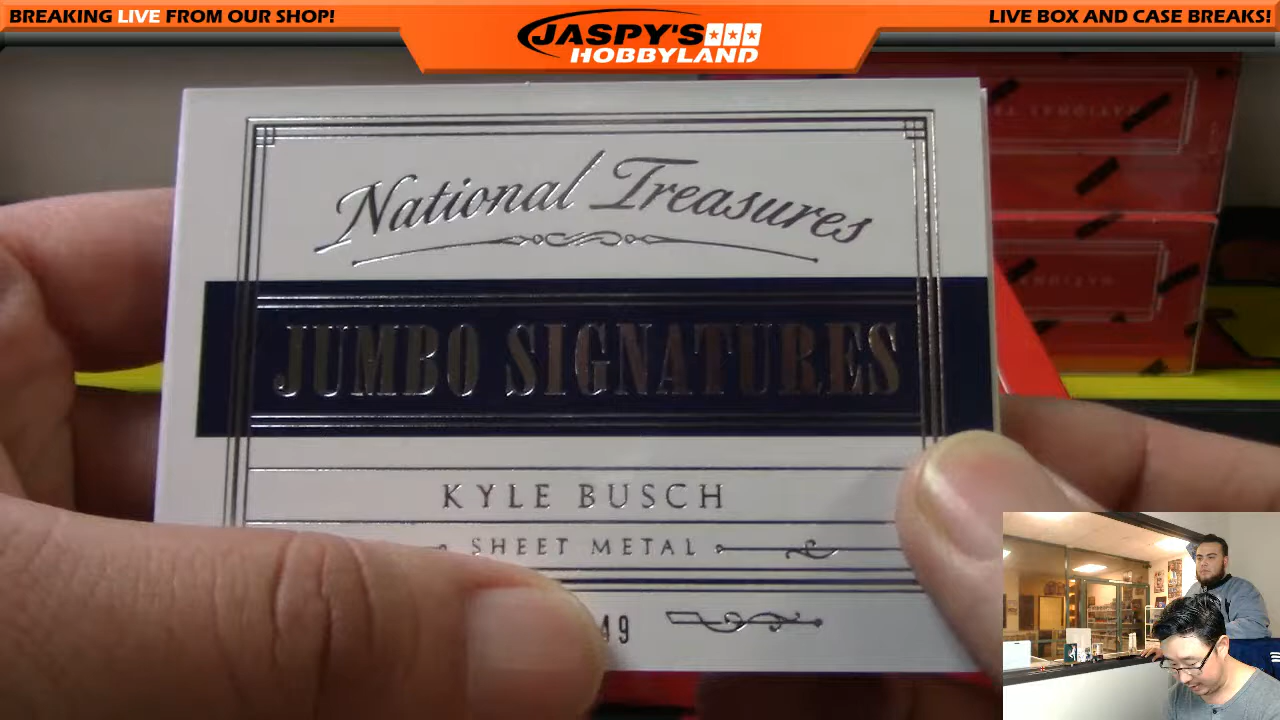 BREAKING LIVE FROM OUR SHOP!
JASPY'S
HOBBYLAND
LIVE BOX AND CASE BREAKS!
National Treasures
JUMBO SIGNATURES
KYLE BUSCH
SHEET METAL
49